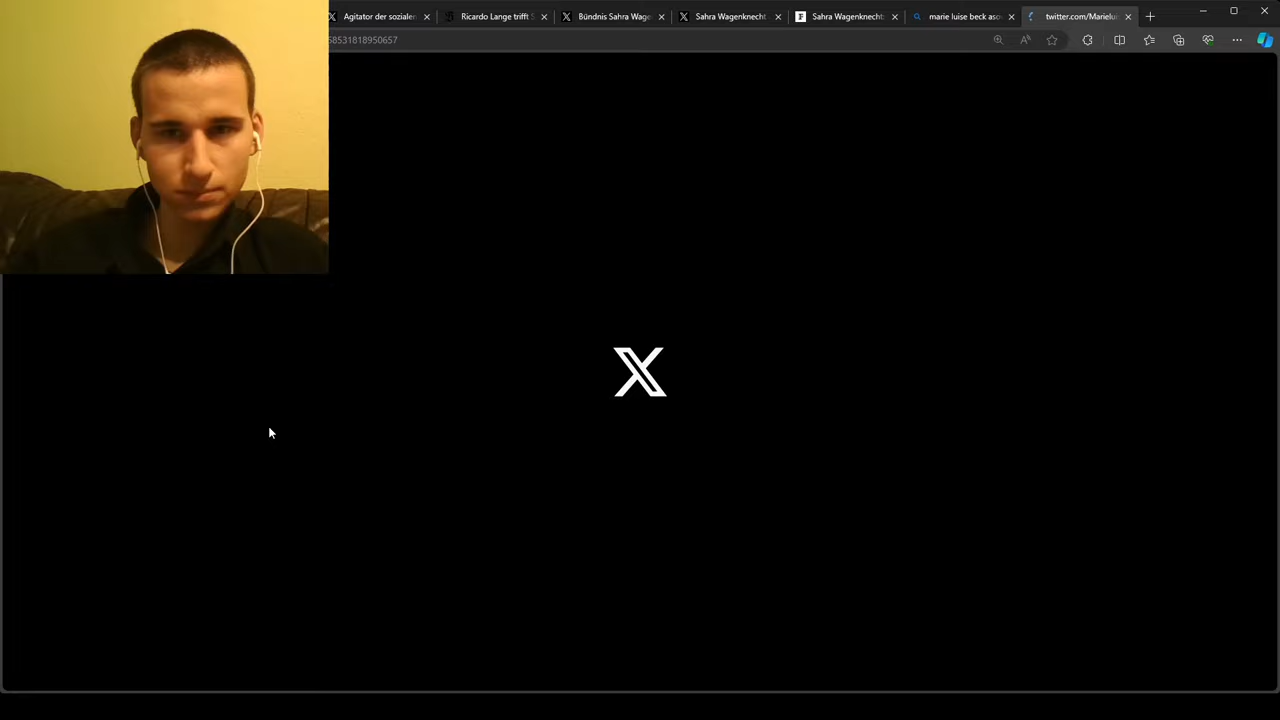 Agitator der sozialen
Ricardo Lange trifft S
Bündnis Sahra Wage
Sahra Wagenknecht
F
Sahra Wagenknecht:
marie luise beck aso
twitter.com/Marielu
58531818950657
X